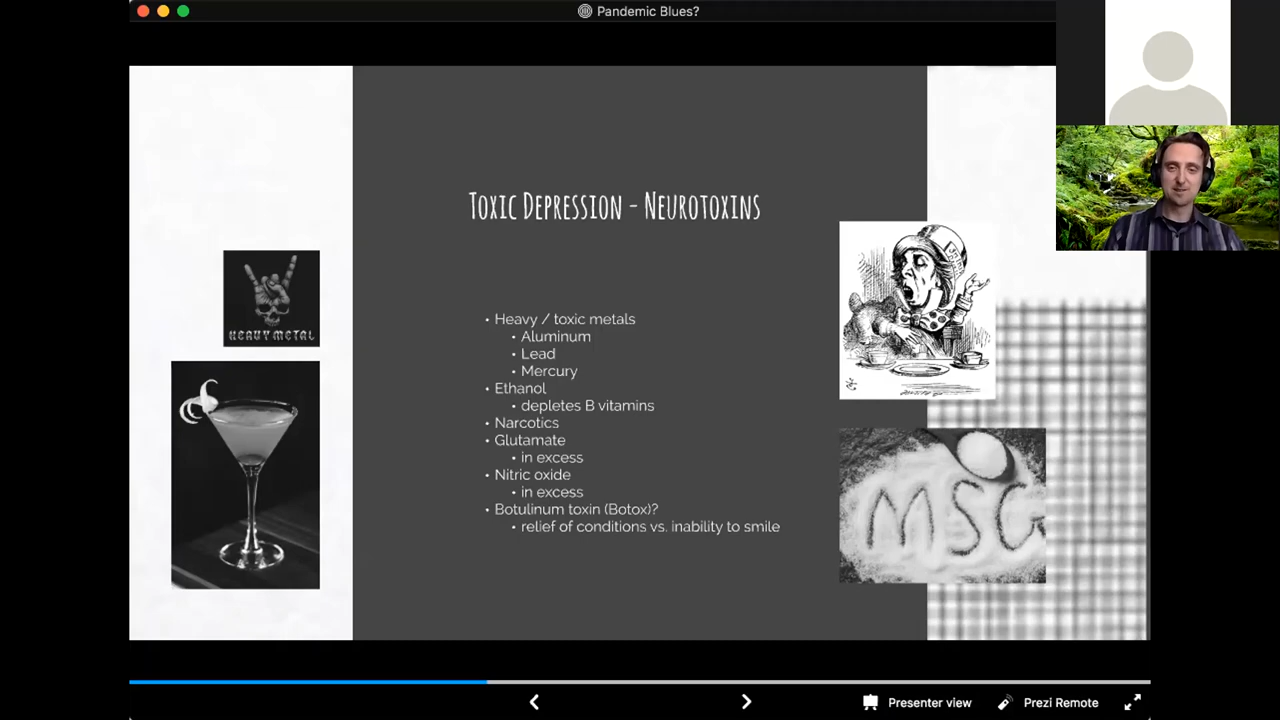 Pandemic Blues?
Toxic Depression - Neurotoxins
HEAVY METAL
• Heavy / toxic metals
• Aluminum
• Lead
• Mercury
• Ethanol
• depletes B vitamins
• Narcotics
• Glutamate
• in excess
• Nitric oxide
• in excess
• Botulinum toxin (Botox)?
• relief of conditions vs. inability to smile
MSG
Presenter view
Prezi Remote